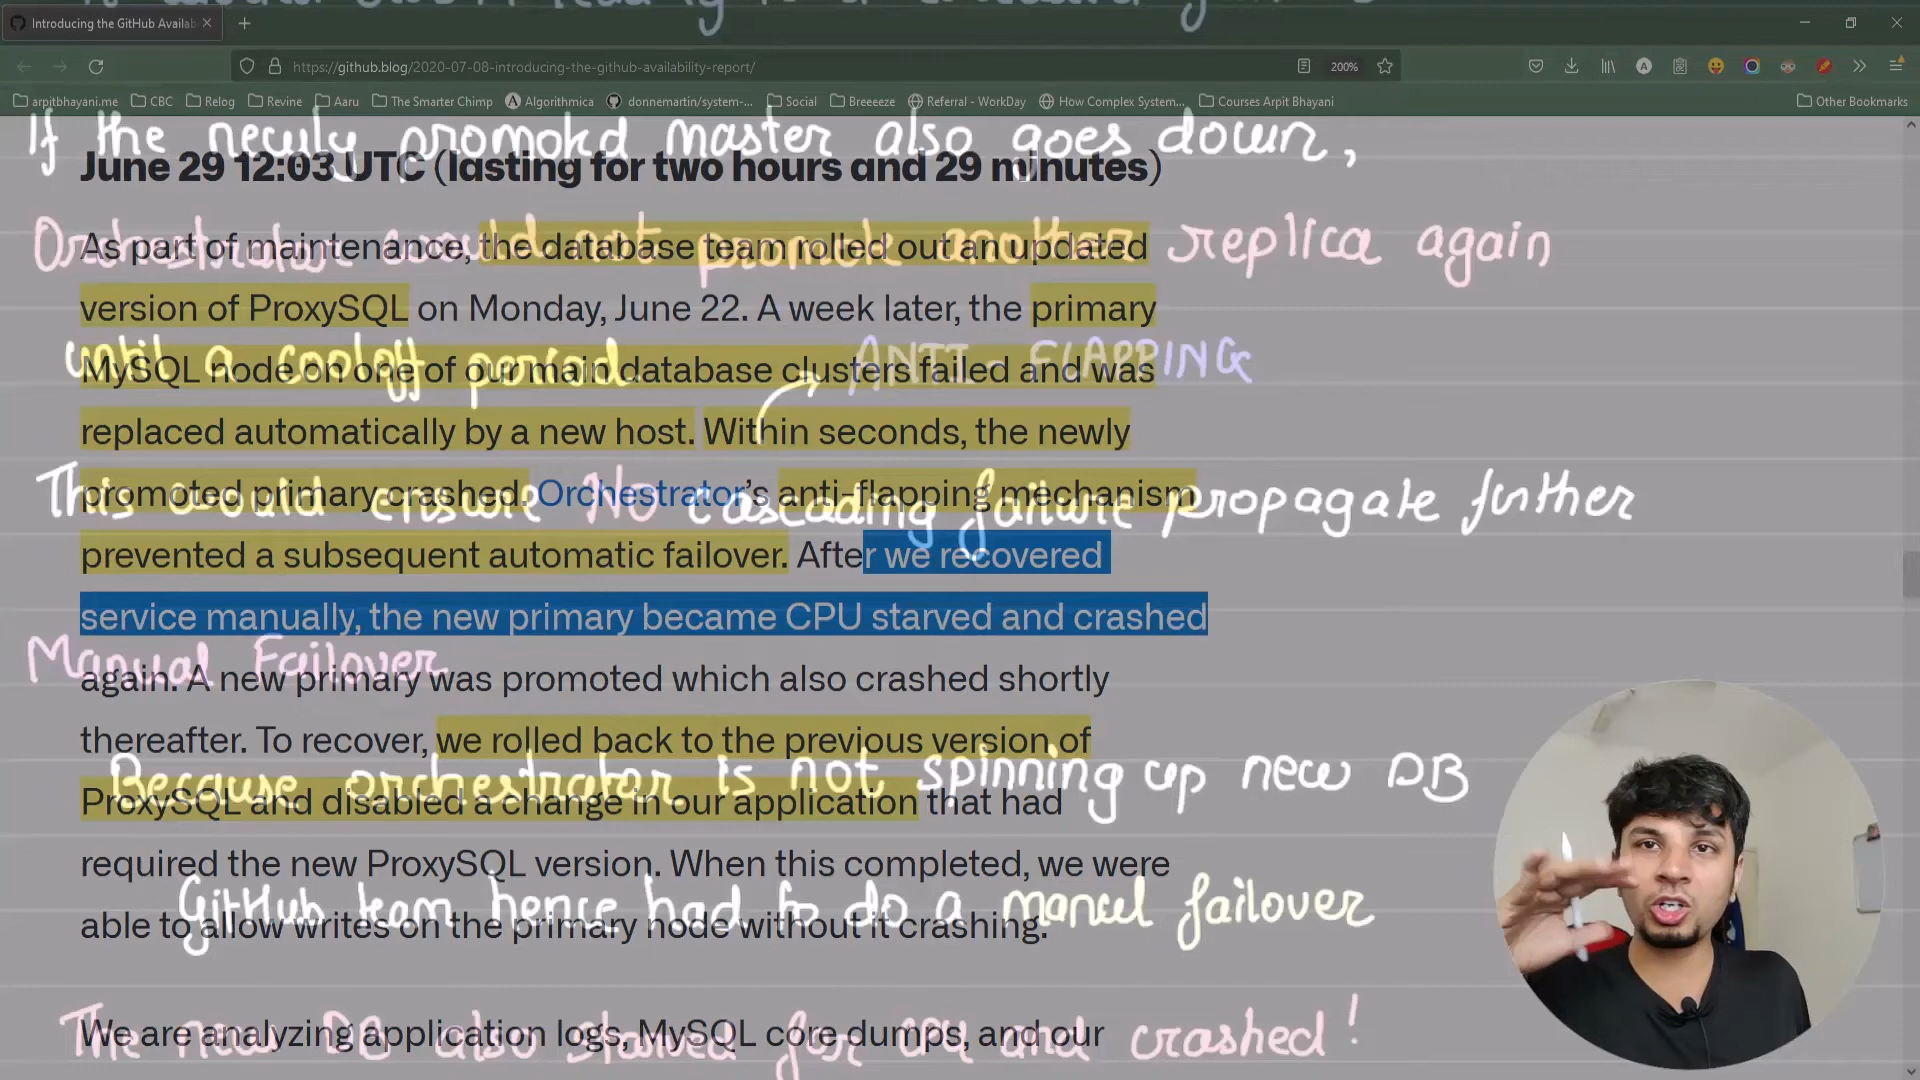 Introducing the GitHub Availab
https://github.blog/2020-07-08-introducing-the-github-availability-report/
200%
arpitbhayani.me CBC Relog Revine Aaru The Smarter Chimp Algorithmica donnemartin/system-... Social Breeeeze Referral - WorkDay How Complex System... Courses Arpit Bhayani Other Bookmarks
If the newly promoted master also goes down,
June 29 12:03 UTC (lasting for two hours and 29 minutes)
Orchestrator would not promote another replica again
As part of maintenance, the database team rolled out an updated
version of ProxySQL on Monday, June 22. A week later, the primary
until a cooloff period. ANTI-FLAPPING
MySQL node on one of our main database clusters failed and was
replaced automatically by a new host. Within seconds, the newly
promoted primary crashed. Orchestrator's anti-flapping mechanism
This would ensure No cascading failure propagate further
prevented a subsequent automatic failover. After we recovered
service manually, the new primary became CPU starved and crashed
Manual Failover
again. A new primary was promoted which also crashed shortly
thereafter. To recover, we rolled back to the previous version of
Because orchestrator is not spinning up new DB
ProxySQL and disabled a change in our application that had
required the new ProxySQL version. When this completed, we were
GitHub team hence had to do a manuel failover
able to allow writes on the primary node without it crashing.
The new DB also starved for CPU and crashed!
We are analyzing application logs, MySQL core dumps, and our